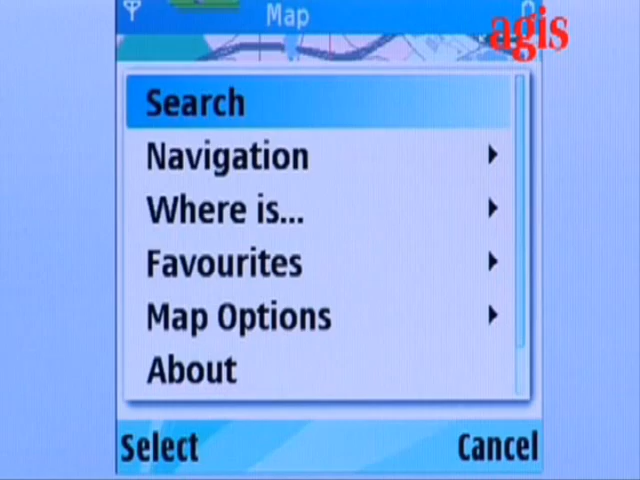 Map
agis
Search
Navigation
Where is...
Favourites
Map Options
About
Select
Cancel